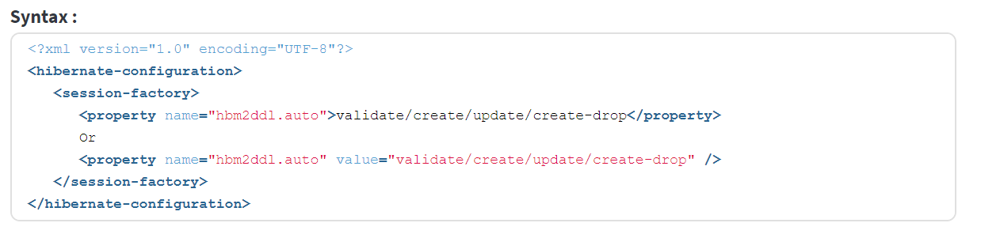 Syntax :
<?xml version="1.0" encoding="UTF-8"?>
<hibernate-configuration>
<session-factory>
<property name="hbm2ddl.auto">validate/create/update/create-drop</property>
Or
<property name="hbm2ddl.auto" value="validate/create/update/create-drop" />
</session-factory>
</hibernate-configuration>